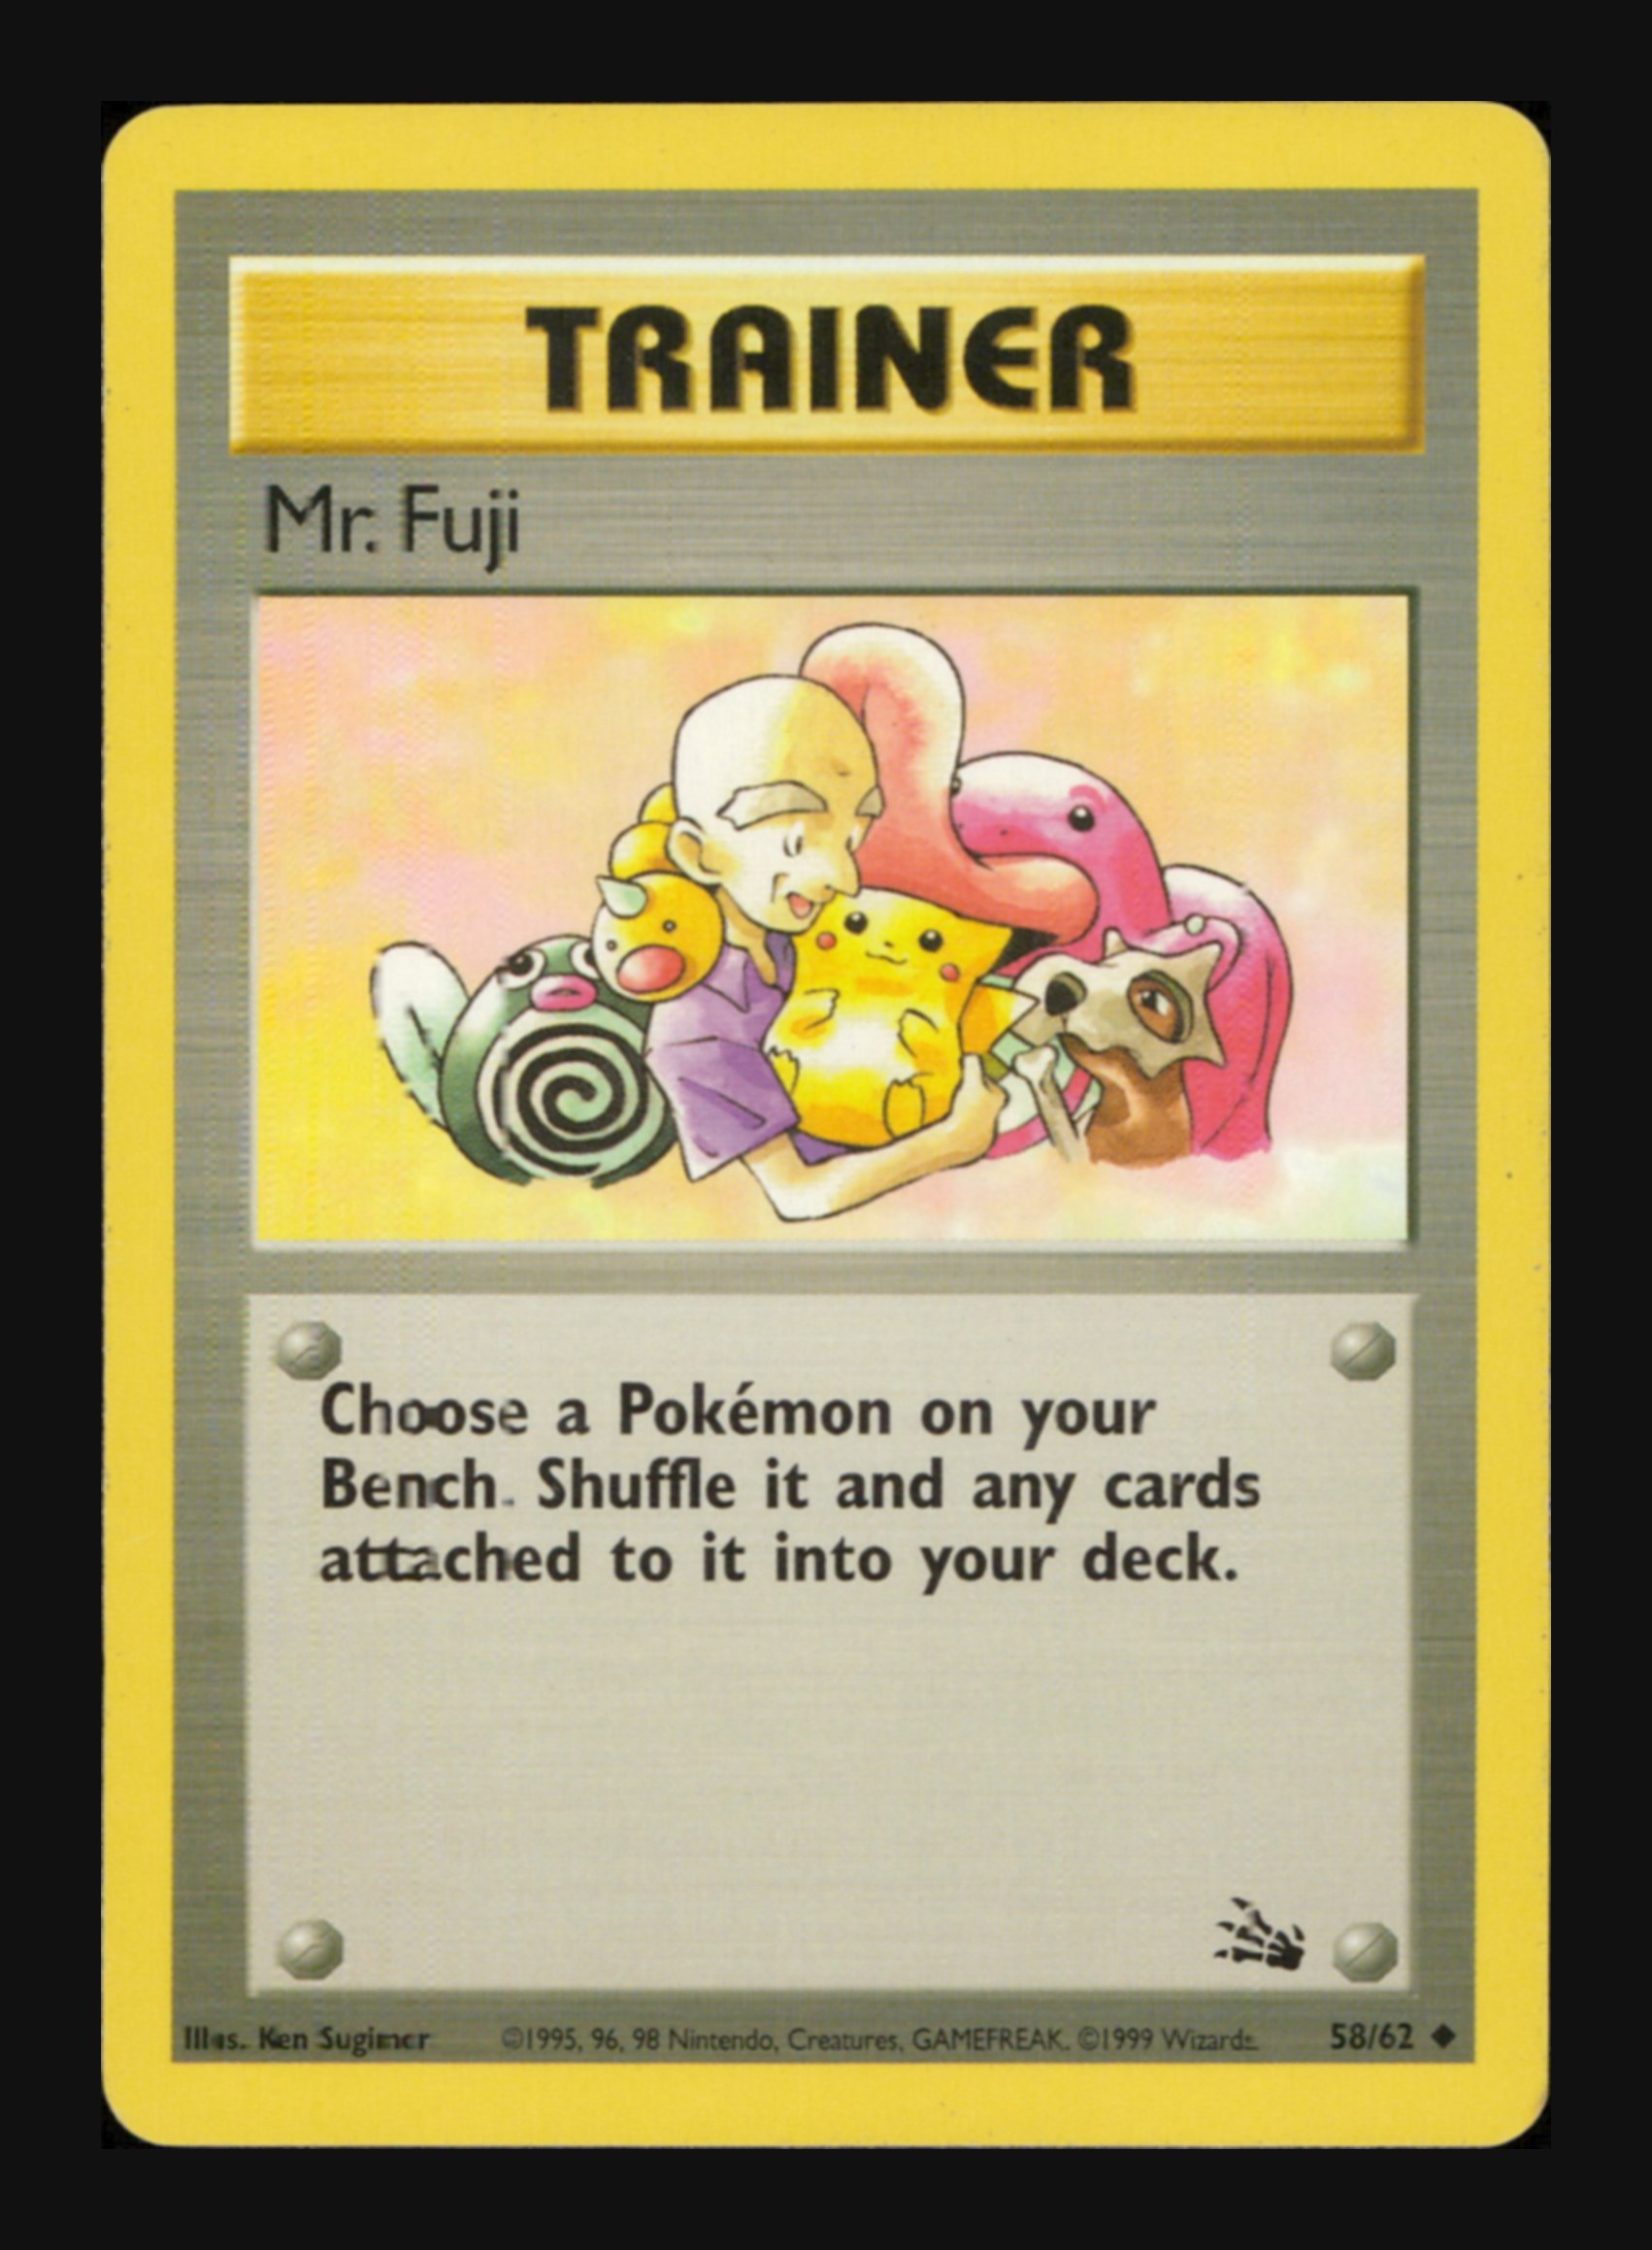 TRAINER
Mr. Fuji
Choose a Pokémon on your
Bench. Shuffle it and any cards
attached to it into your deck.
Illus. Ken Sugimor
©1995, 96, 98 Nintendo, Creatures, GAMEFREAK. ©1999 Wizards
58/62